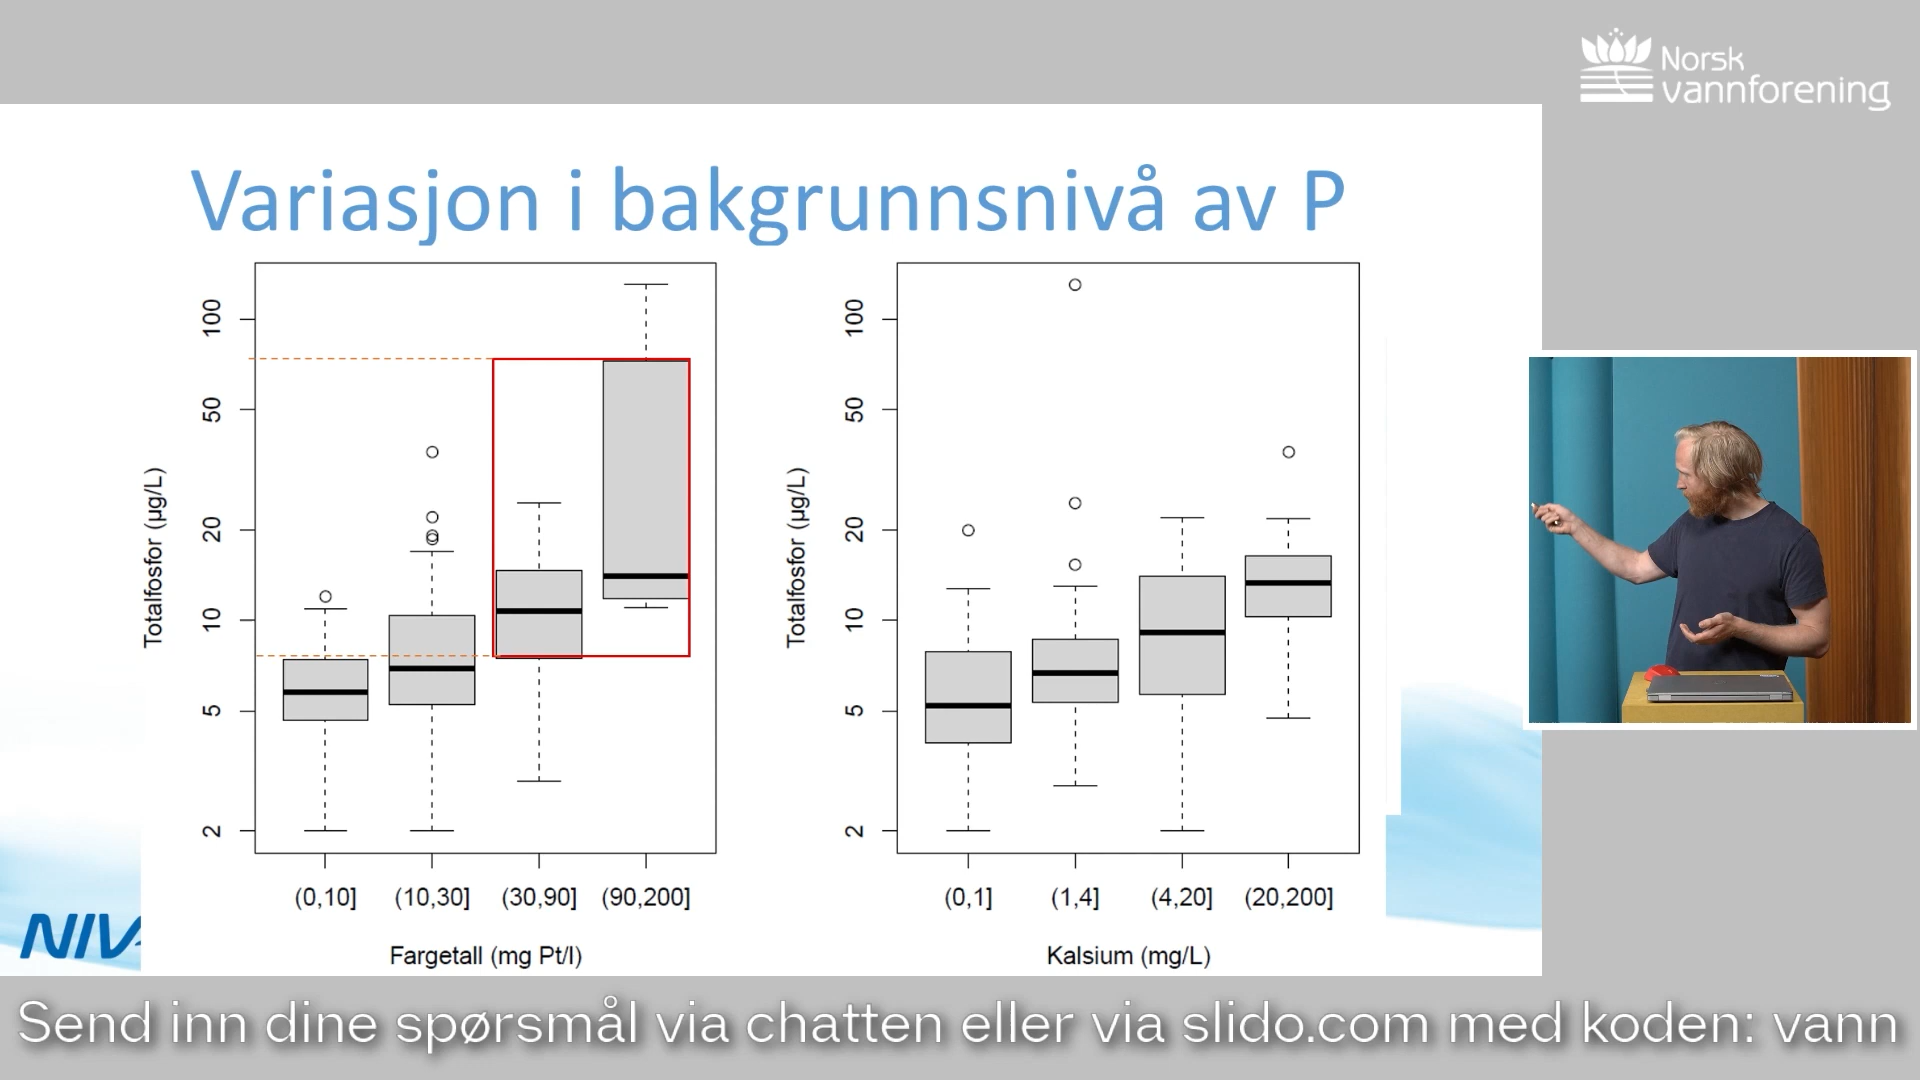 Norsk
vannforening
Variasjon i bakgrunnsnivå av P
100
50
20
10
5
2
Totalfosfor (µg/L)
(0,10]
(10,30]
(30,90]
(90,200]
Fargetall (mg Pt/l)
100
50
20
10
5
2
Totalfosfor (µg/L)
(0,1]
(1,4]
(4,20]
(20,200]
Kalsium (mg/L)
NIVA
Send inn dine spørsmål via chatten eller via slido.com med koden: vann